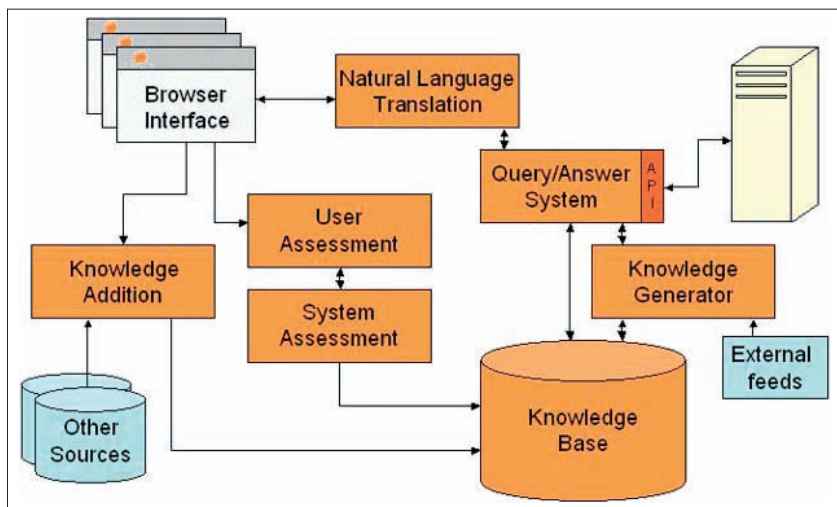 Browser
Interface
Natural Language
Translation
Query/Answer
System
API
User
Assessment
Knowledge
Addition
System
Assessment
Knowledge
Generator
External
feeds
Other
Sources
Knowledge
Base